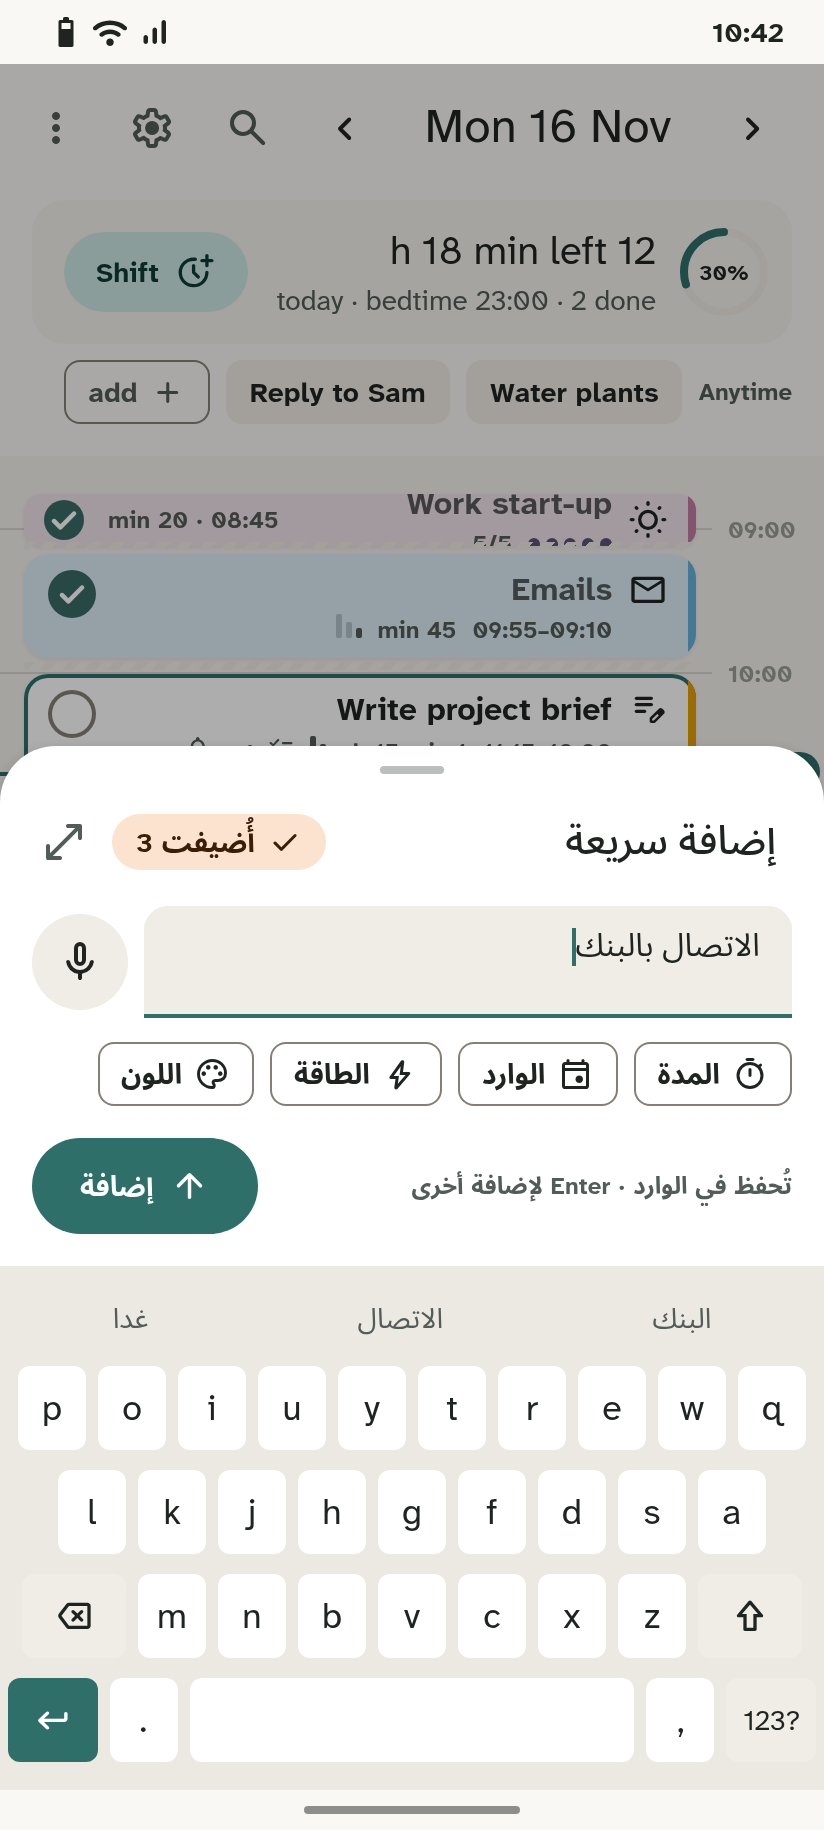 10:42
Mon 16 Nov
h 18 min left 12
Shift
30%
today · bedtime 23:00 · 2 done
Anytime
Water plants
Reply to Sam
add
09:00
Work start-up
min 20 · 08:45
5/5
Emails
min 45 09:55–09:10
10:00
Write project brief
إضافة سريعة
3 أُضيفت
الاتصال بالبنك
المدة
الوارد
الطاقة
اللون
تُحفظ في الوارد · Enter لإضافة أخرى
إضافة
البنك
الاتصال
غدا
p o i u y t r e w q
l k j h g f d s a
m n b v c x z
. , 123?